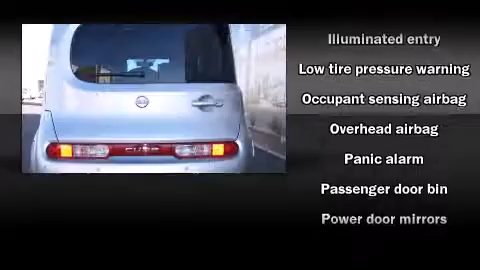 Illuminated entry
Low tire pressure warning
Occupant sensing airbag
Overhead airbag
Panic alarm
Passenger door bin
Power door mirrors
CUBE